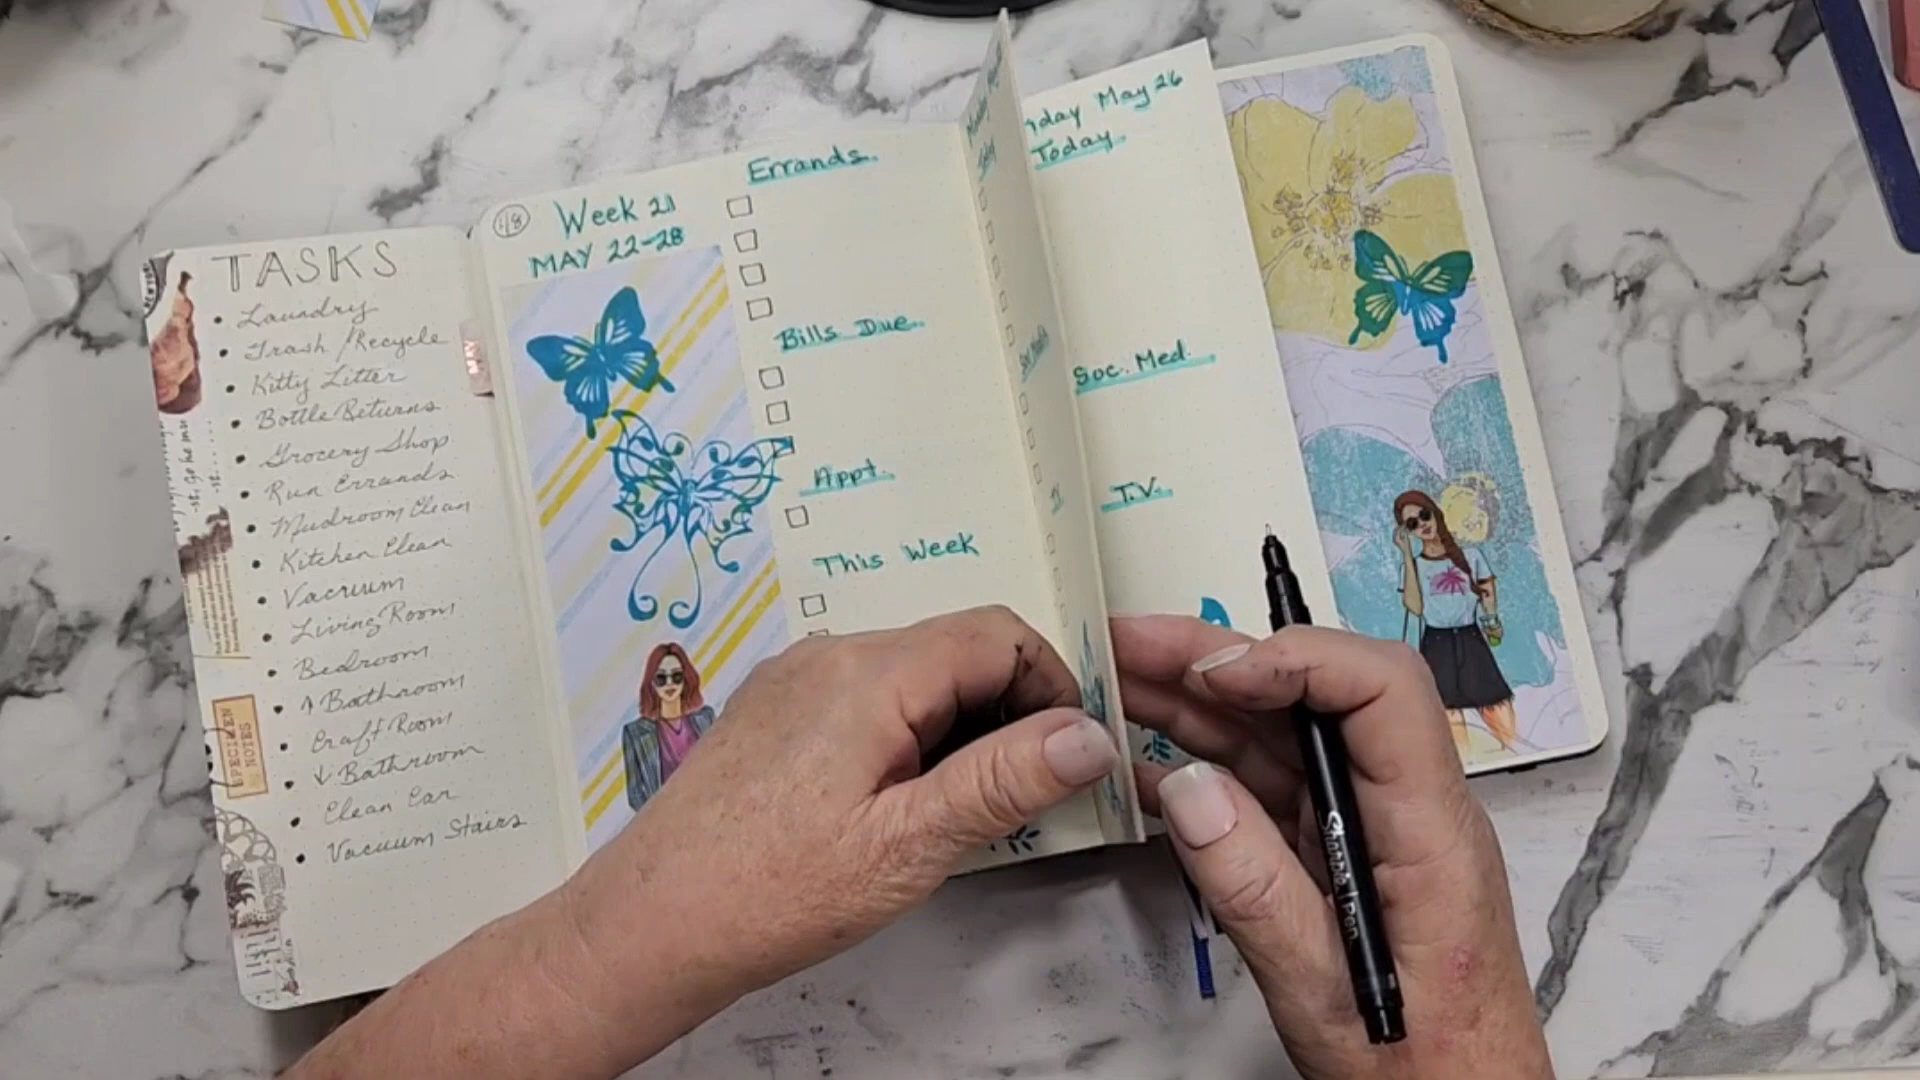 TASKS
Laundry
Trash / Recycle
Kitty Litter
Bottle Returns
Grocery Shop
Run Errands
Mudroom Clean
Kitchen Clean
Vacuum
Living Room
Bedroom
↑ Bathroom
Craft Room
↓ Bathroom
Clean Car
Vacuum Stairs
SPECIMEN
NOTES
MAY
Week 21
MAY 22-28
Errands
Bills Due
Appt.
This Week
May 26
Today
Soc. Med.
T.V.
Sharpie PEN